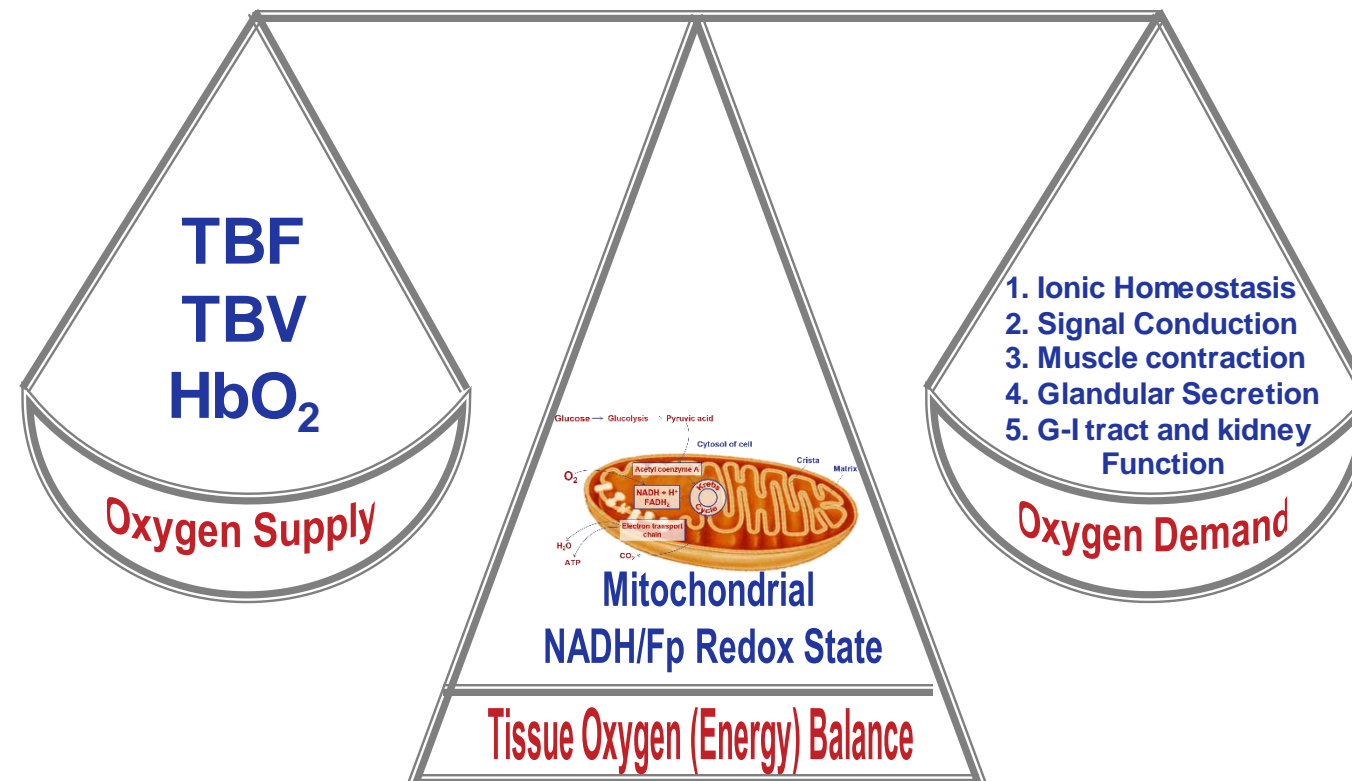 TBF
TBV
HbO₂
Oxygen Supply
Glucose → Glucolysis → Pyruvic acid
Cytosol of cell
Crista
Matrix
Acetyl coenzyme A
O₂
NADH + H⁺
FADH₂
Krebs
Cycle
Electron transport
chain
H₂O
ATP
CO₂
Mitochondrial
NADH/Fp Redox State
Tissue Oxygen (Energy) Balance
1. Ionic Homeostasis
2. Signal Conduction
3. Muscle contraction
4. Glandular Secretion
5. G-I tract and kidney
Function
Oxygen Demand